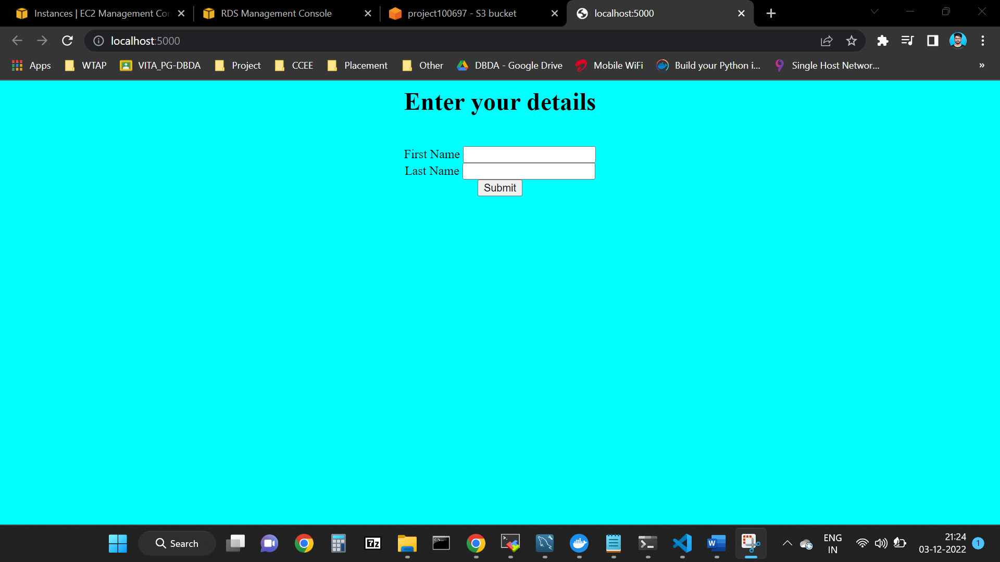 Instances | EC2 Management Con
RDS Management Console
project100697 - S3 bucket
localhost:5000
localhost:5000
Apps
WTAP
VITA_PG-DBDA
Project
CCEE
Placement
Other
DBDA - Google Drive
Mobile WiFi
Build your Python i...
Single Host Networ...
»
Enter your details
First Name
Last Name
Submit
Search
7z
ENG
IN
21:24
03-12-2022
1